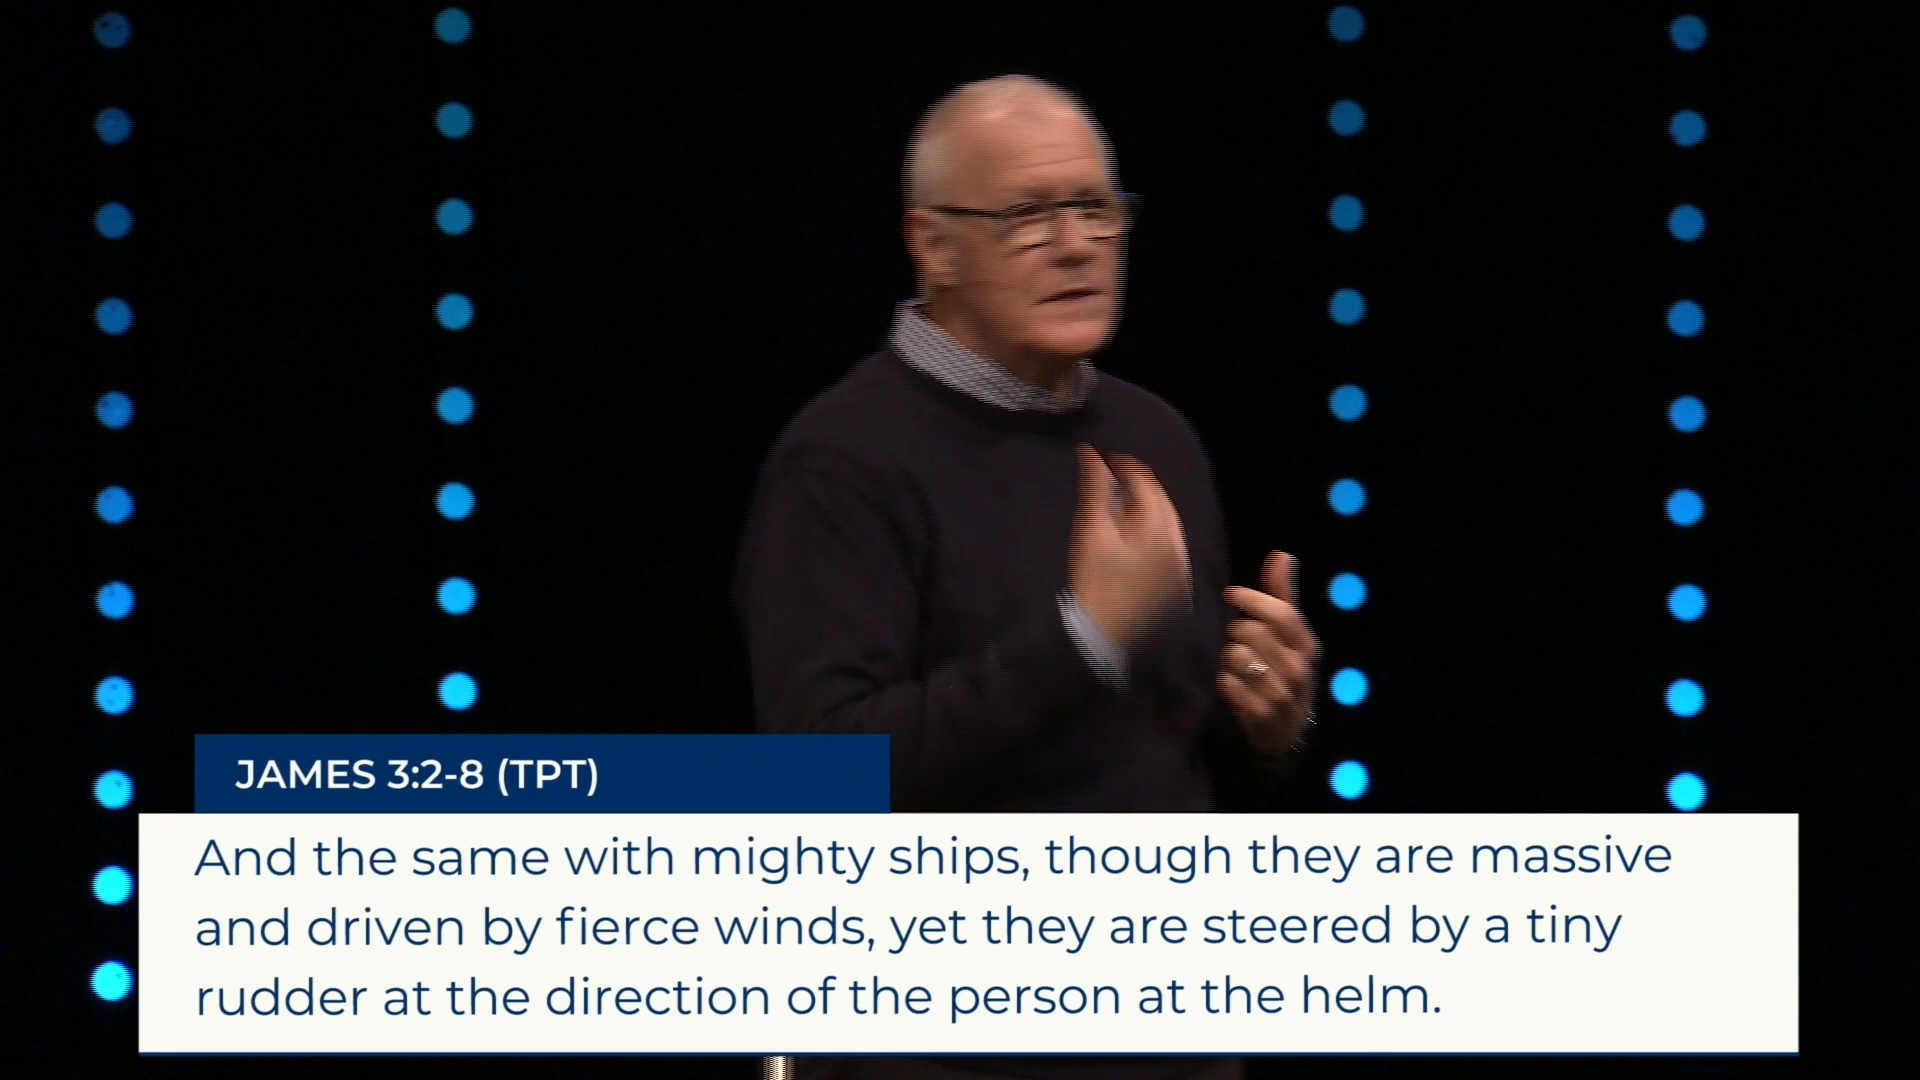 JAMES 3:2-8 (TPT)
And the same with mighty ships, though they are massive
and driven by fierce winds, yet they are steered by a tiny
rudder at the direction of the person at the helm.